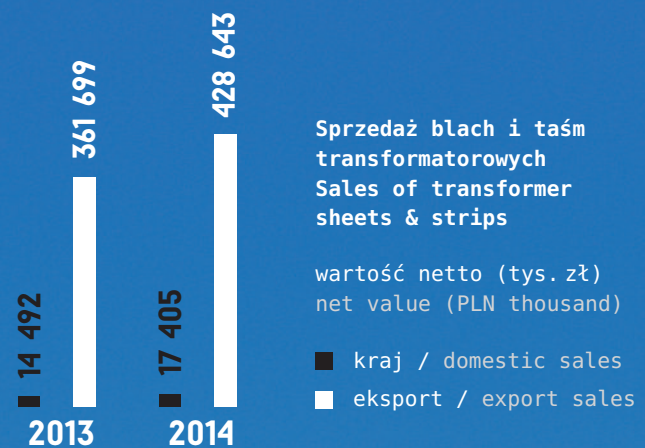 14 492
361 699
17 405
428 643
2013
2014
Sprzedaż blach i taśm
transformatorowych
Sales of transformer
sheets & strips
wartość netto (tys. zł)
net value (PLN thousand)
kraj / domestic sales
eksport / export sales